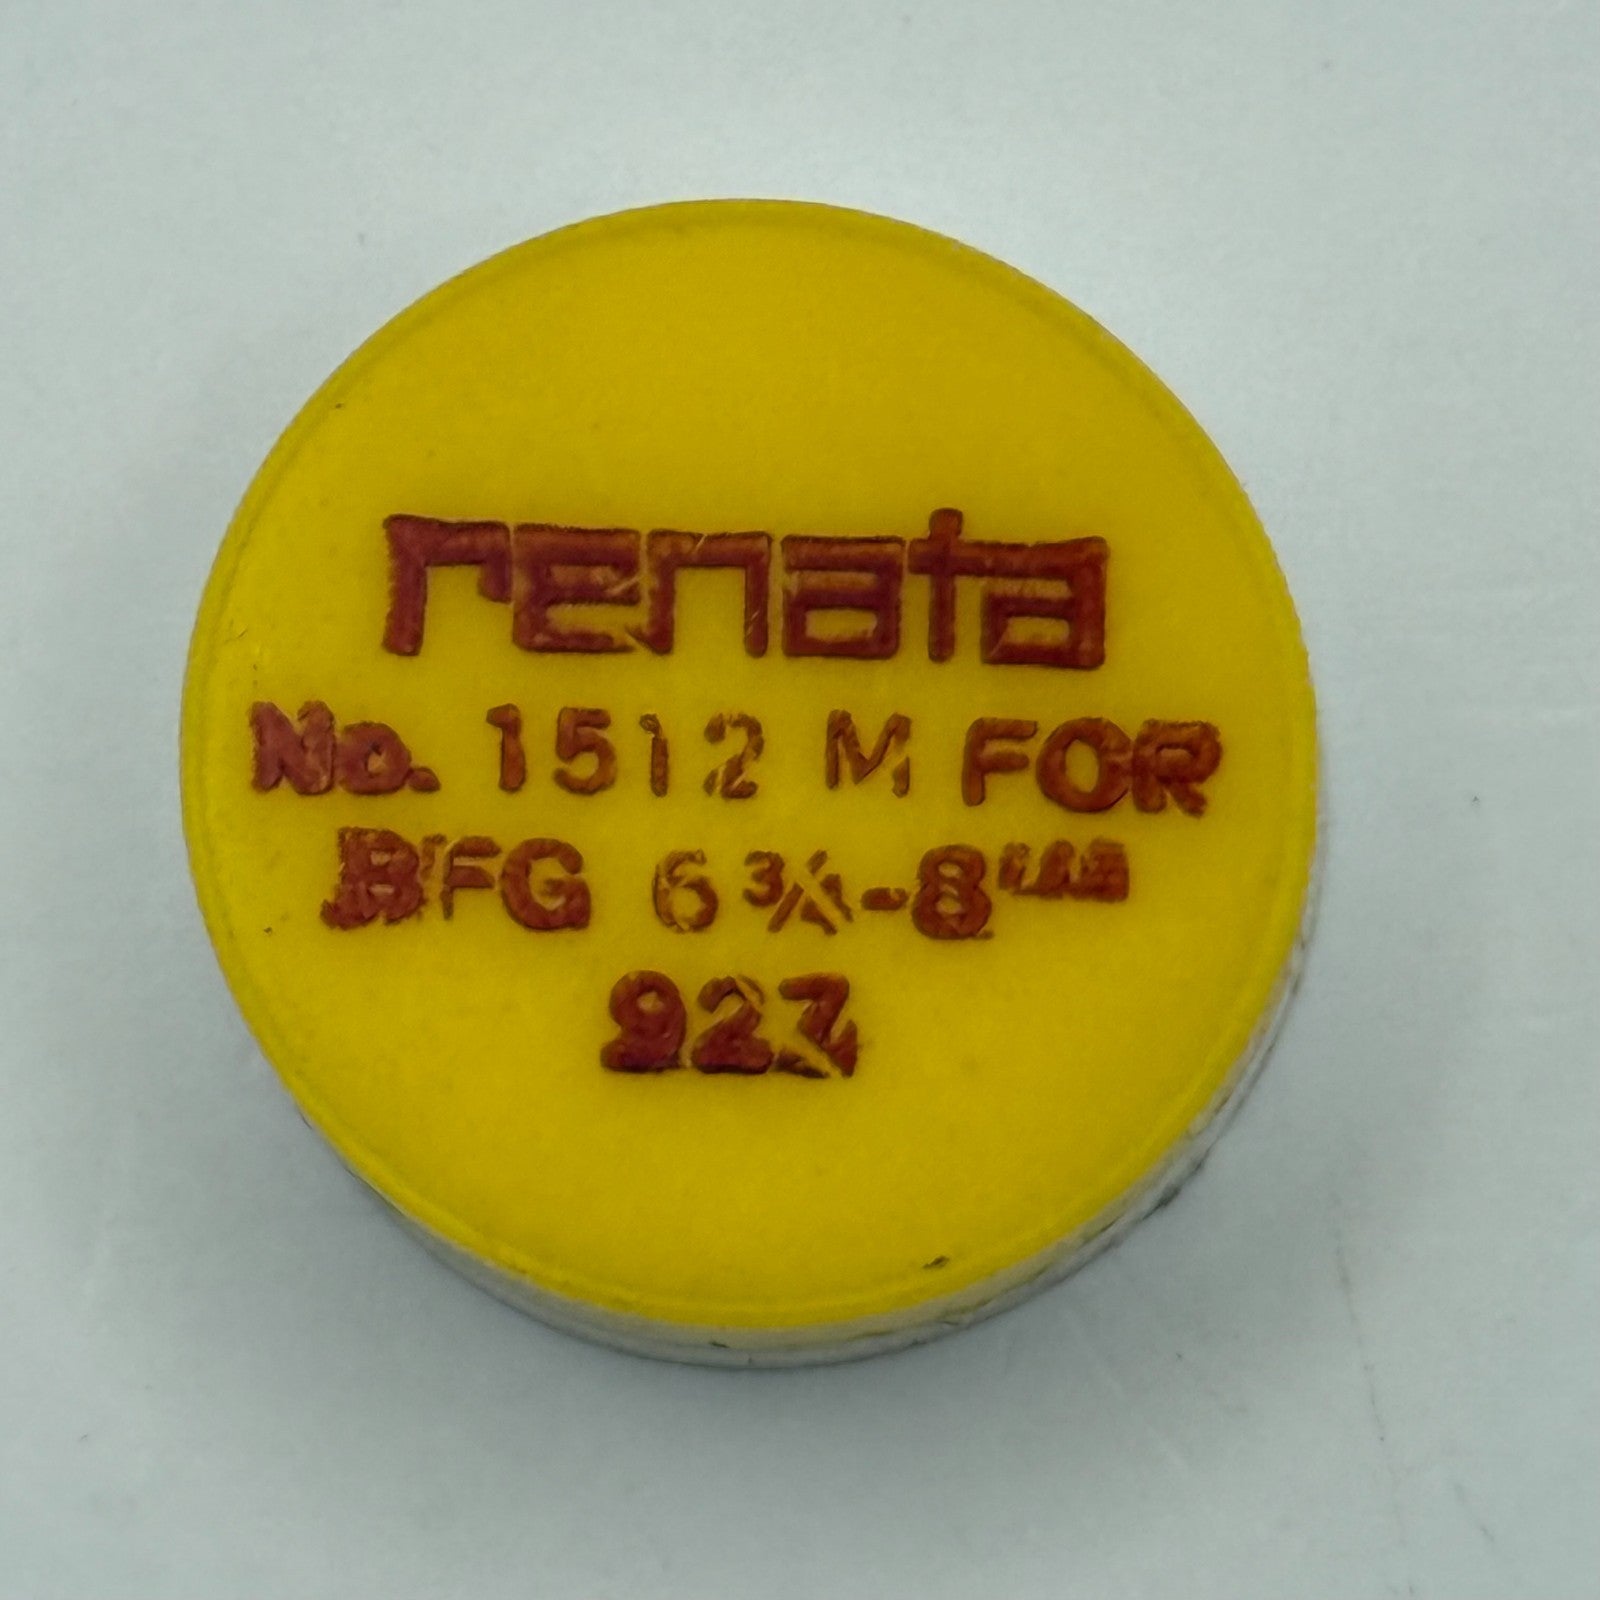 renata
No. 1512 M FOR
BFG 6¾-8'''
927